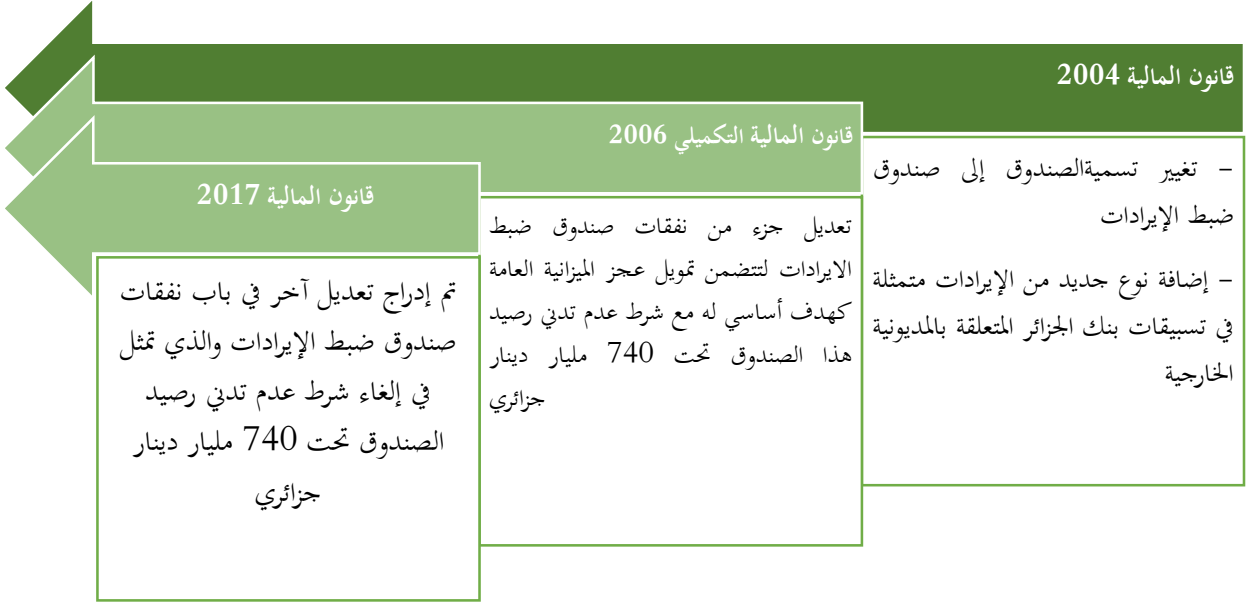 قانون المالية 2004
– تغيير تسميةالصندوق إلى صندوق
ضبط الإيرادات
– إضافة نوع جديد من الإيرادات متمثلة
في تسبيقات بنك الجزائر المتعلقة بالمديونية
الخارجية
قانون المالية التكميلي 2006
تعديل جزء من نفقات صندوق ضبط
الايرادات لتتضمن تمويل عجز الميزانية العامة
كهدف أساسي له مع شرط عدم تدني رصيد
هذا الصندوق تحت 740 مليار دينار
جزائري
قانون المالية 2017
تم إدراج تعديل آخر في باب نفقات
صندوق ضبط الإيرادات والذي تمثل
في إلغاء شرط عدم تدني رصيد
الصندوق تحت 740 مليار دينار
جزائري